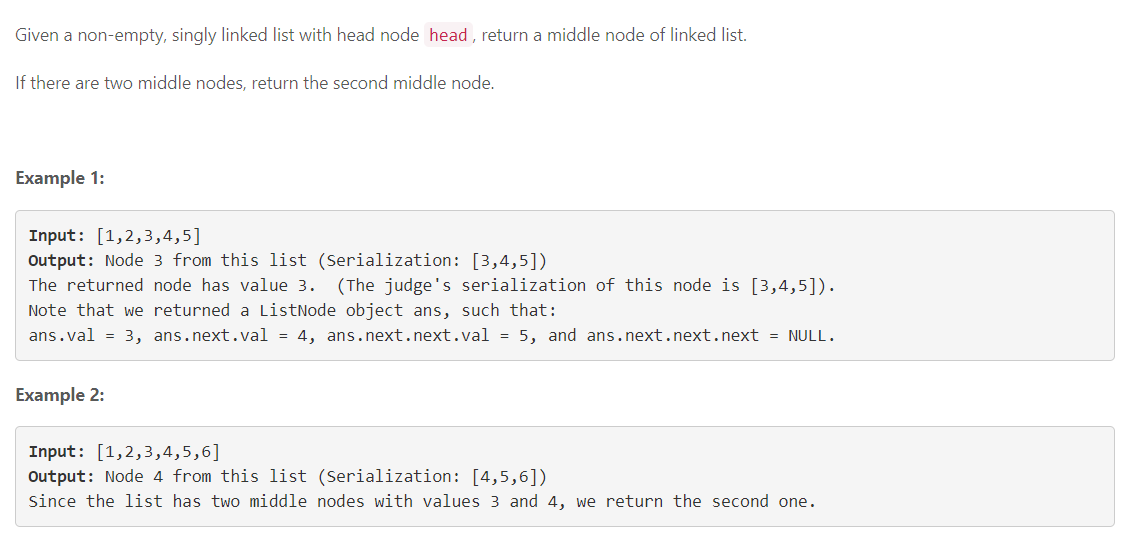 Given a non-empty, singly linked list with head node head, return a middle node of linked list.
If there are two middle nodes, return the second middle node.
Example 1:
Input: [1,2,3,4,5]
Output: Node 3 from this list (Serialization: [3,4,5])
The returned node has value 3.  (The judge's serialization of this node is [3,4,5]).
Note that we returned a ListNode object ans, such that:
ans.val = 3, ans.next.val = 4, ans.next.next.val = 5, and ans.next.next.next = NULL.
Example 2:
Input: [1,2,3,4,5,6]
Output: Node 4 from this list (Serialization: [4,5,6])
Since the list has two middle nodes with values 3 and 4, we return the second one.